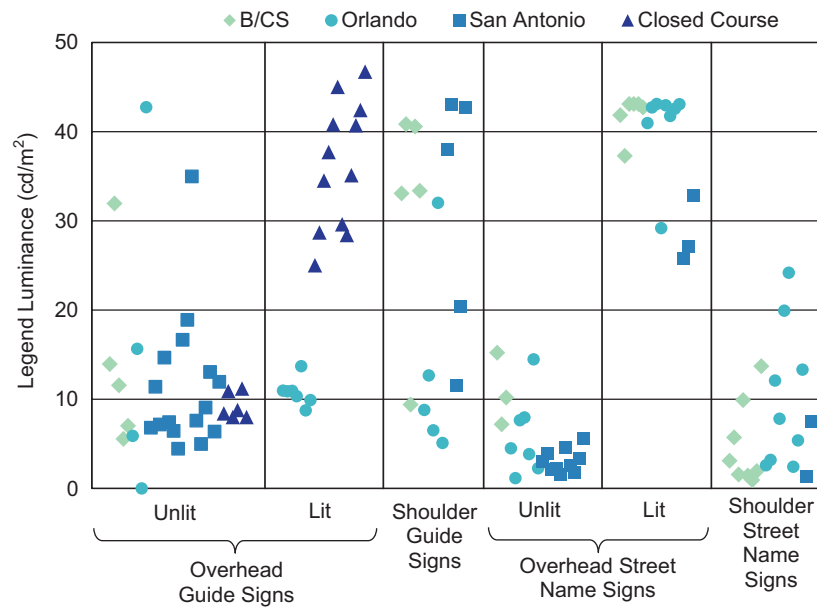 B/CS Orlando San Antonio Closed Course
Legend Luminance (cd/m²)
50
40
30
20
10
0
Unlit Lit Shoulder Guide Signs Unlit Lit Shoulder Street Name Signs
Overhead Guide Signs
Overhead Street Name Signs